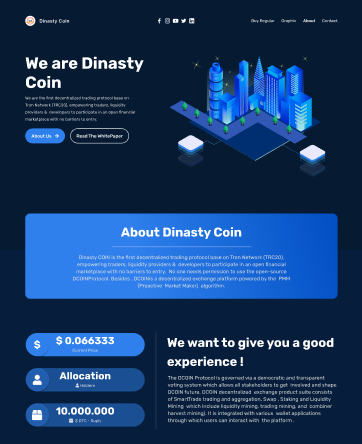 Dinasty Coin
Buy Regular Graphic About Contact
We are Dinasty
Coin
We are the first decentralized trading protocol base on
Tron Network (TRC20), empowering traders, liquidity
providers & developers to participate in an open financial
marketplace with no barriers to entry.
About Us
Read The WhitePaper
About Dinasty Coin
Dinasty COIN is the first decentralized trading protocol base on Tron Network (TRC20),
empowering traders, liquidity providers & developers to participate in an open financial
marketplace with no barriers to entry. No one needs permission to use the open-source
DCOINProtocol. Besides , DCOINis a decentralized exchange platform powered by the PMM
(Proactive Market Maker) algorithm.
$ 0.066333
Current Price
Allocation
Holders
10.000.000
We want to give you a good
experience !
The DCOIN Protocol is governed via a democratic and transparent
voting system which allows all stakeholders to get involved and shape
DCOIN future. DCOIN decentralized exchange product suite consists
of SmartTrade trading and aggregation, Swap , Staking and Liquidity
Mining which include liquidity mining, trading mining, and combiner
harvest mining). It is integrated with various wallet applications
through which users can interact with the platform .